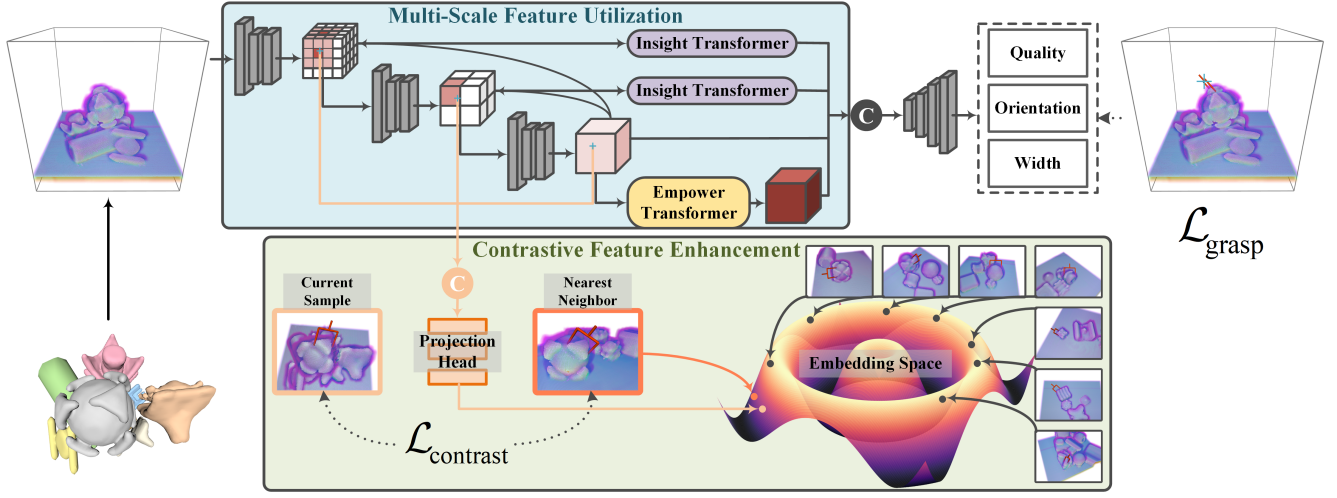 Multi-Scale Feature Utilization
Insight Transformer
Insight Transformer
Empower
Transformer
C
Quality
Orientation
Width
ℒgrasp
Contrastive Feature Enhancement
Current
Sample
C
Projection
Head
Nearest
Neighbor
Embedding Space
ℒcontrast